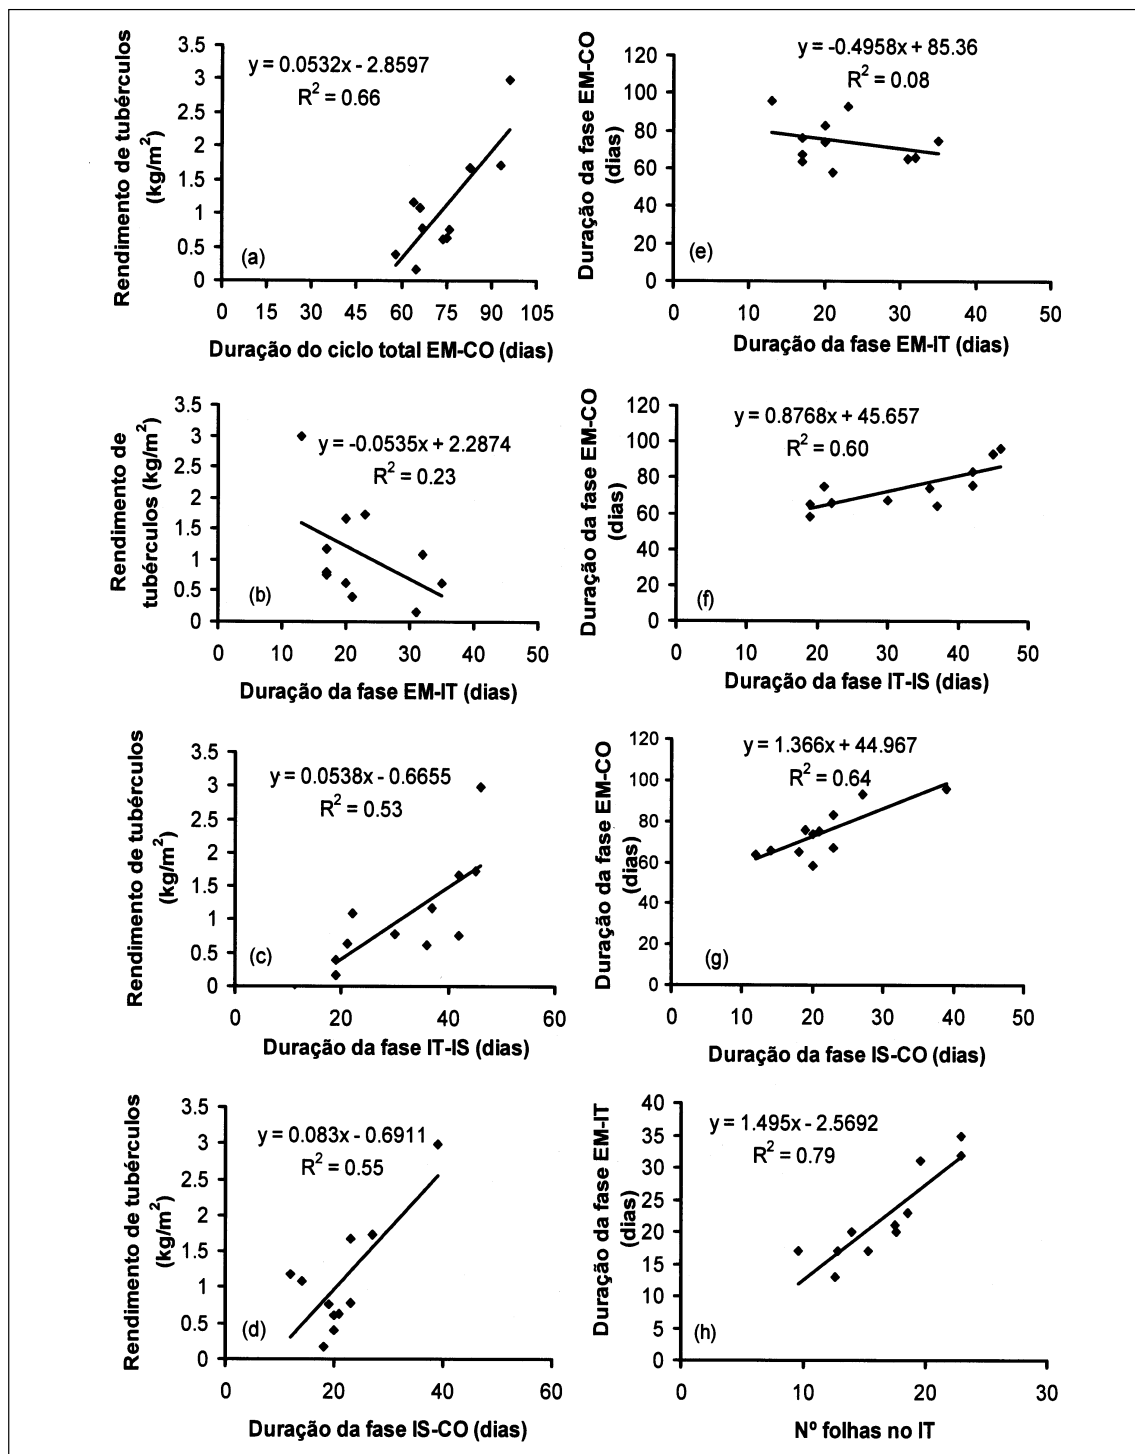 Rendimento de tubérculos
(kg/m²)
3.5
3
2.5
2
1.5
1
0.5
0
y = 0.0532x - 2.8597
R² = 0.66
(a)
0 15 30 45 60 75 90 105
Duração do ciclo total EM-CO (dias)
Duração da fase EM-CO
(dias)
120
100
80
60
40
20
0
y = -0.4958x + 85.36
R² = 0.08
(e)
0 10 20 30 40 50
Duração da fase EM-IT (dias)
Rendimento de
tubérculos (kg/m²)
3.5
3
2.5
2
1.5
1
0.5
0
y = -0.0535x + 2.2874
R² = 0.23
(b)
0 10 20 30 40 50
Duração da fase EM-IT (dias)
Duração da fase EM-CO
(dias)
120
100
80
60
40
20
0
y = 0.8768x + 45.657
R² = 0.60
(f)
0 10 20 30 40 50
Duração da fase IT-IS (dias)
Rendimento de tubérculos
(kg/m²)
3.5
3
2.5
2
1.5
1
0.5
0
y = 0.0538x - 0.6655
R² = 0.53
(c)
0 20 40 60
Duração da fase IT-IS (dias)
Duração da fase EM-CO
(dias)
120
100
80
60
40
20
0
y = 1.366x + 44.967
R² = 0.64
(g)
0 10 20 30 40 50
Duração da fase IS-CO (dias)
Rendimento de tubérculos
(kg/m²)
3.5
3
2.5
2
1.5
1
0.5
0
y = 0.083x - 0.6911
R² = 0.55
(d)
0 20 40 60
Duração da fase IS-CO (dias)
Duração da fase EM-IT
(dias)
40
35
30
25
20
15
10
5
0
y = 1.495x - 2.5692
R² = 0.79
(h)
0 10 20 30
Nº folhas no IT